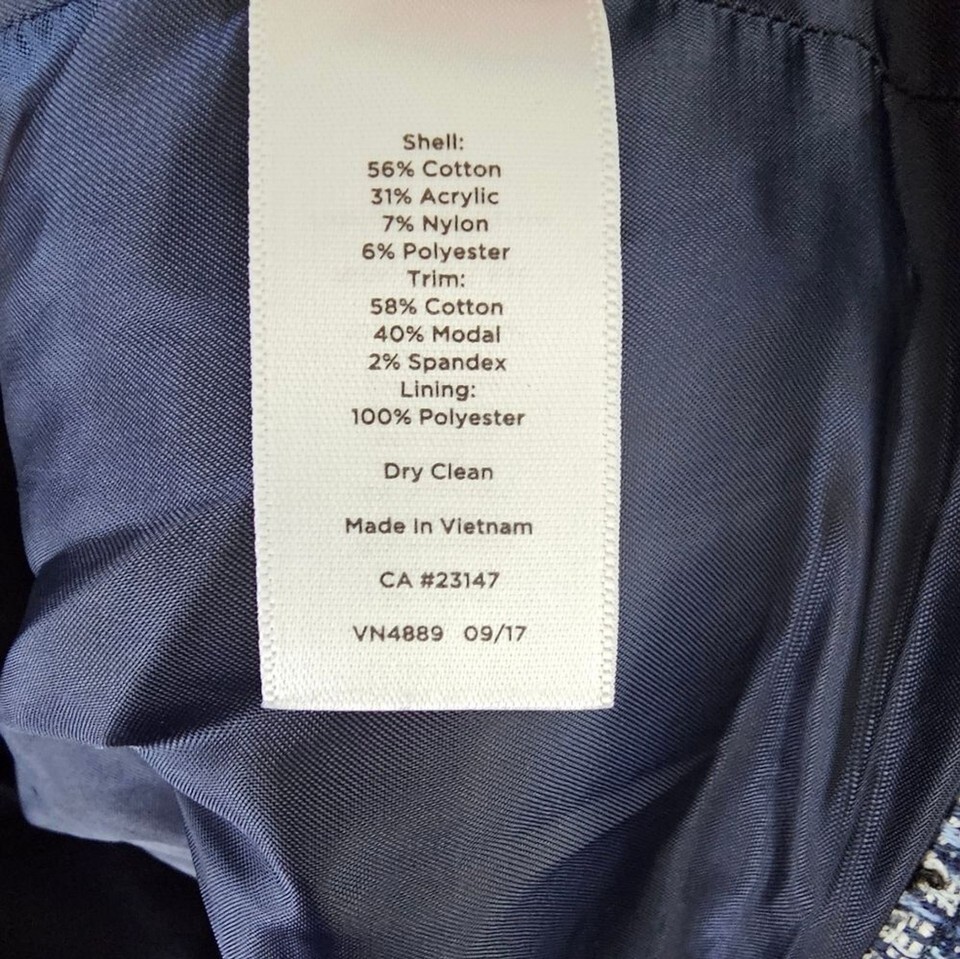 Shell:
56% Cotton
31% Acrylic
7% Nylon
6% Polyester
Trim:
58% Cotton
40% Modal
2% Spandex
Lining:
100% Polyester
Dry Clean
Made In Vietnam
CA #23147
VN4889 09/17